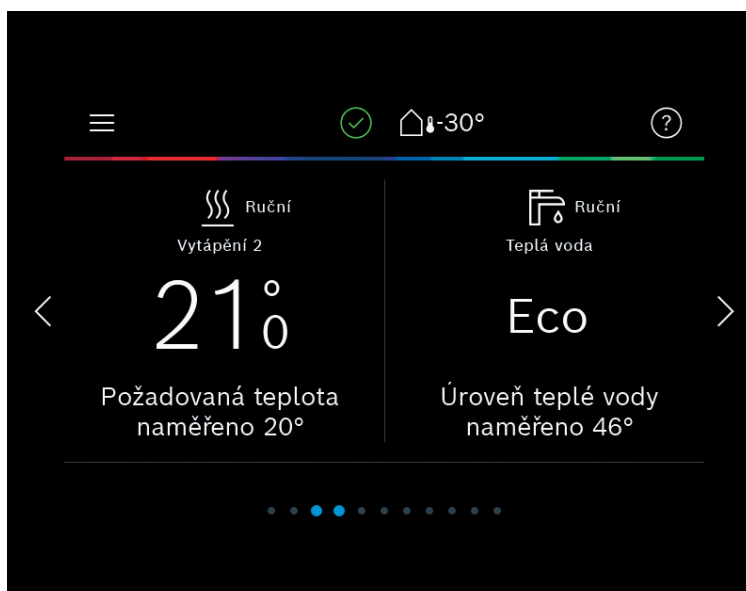 -30°
?
Ruční
Vytápění 2
21°0
Požadovaná teplota
naměřeno 20°
Ruční
Teplá voda
Eco
Úroveň teplé vody
naměřeno 46°